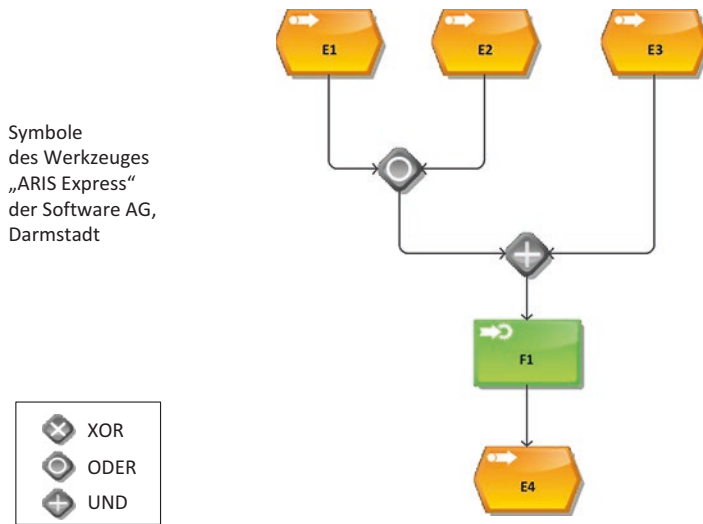 E1
E2
E3
Symbole
des Werkzeuges
„ARIS Express“
der Software AG,
Darmstadt
F1
E4
XOR
ODER
UND